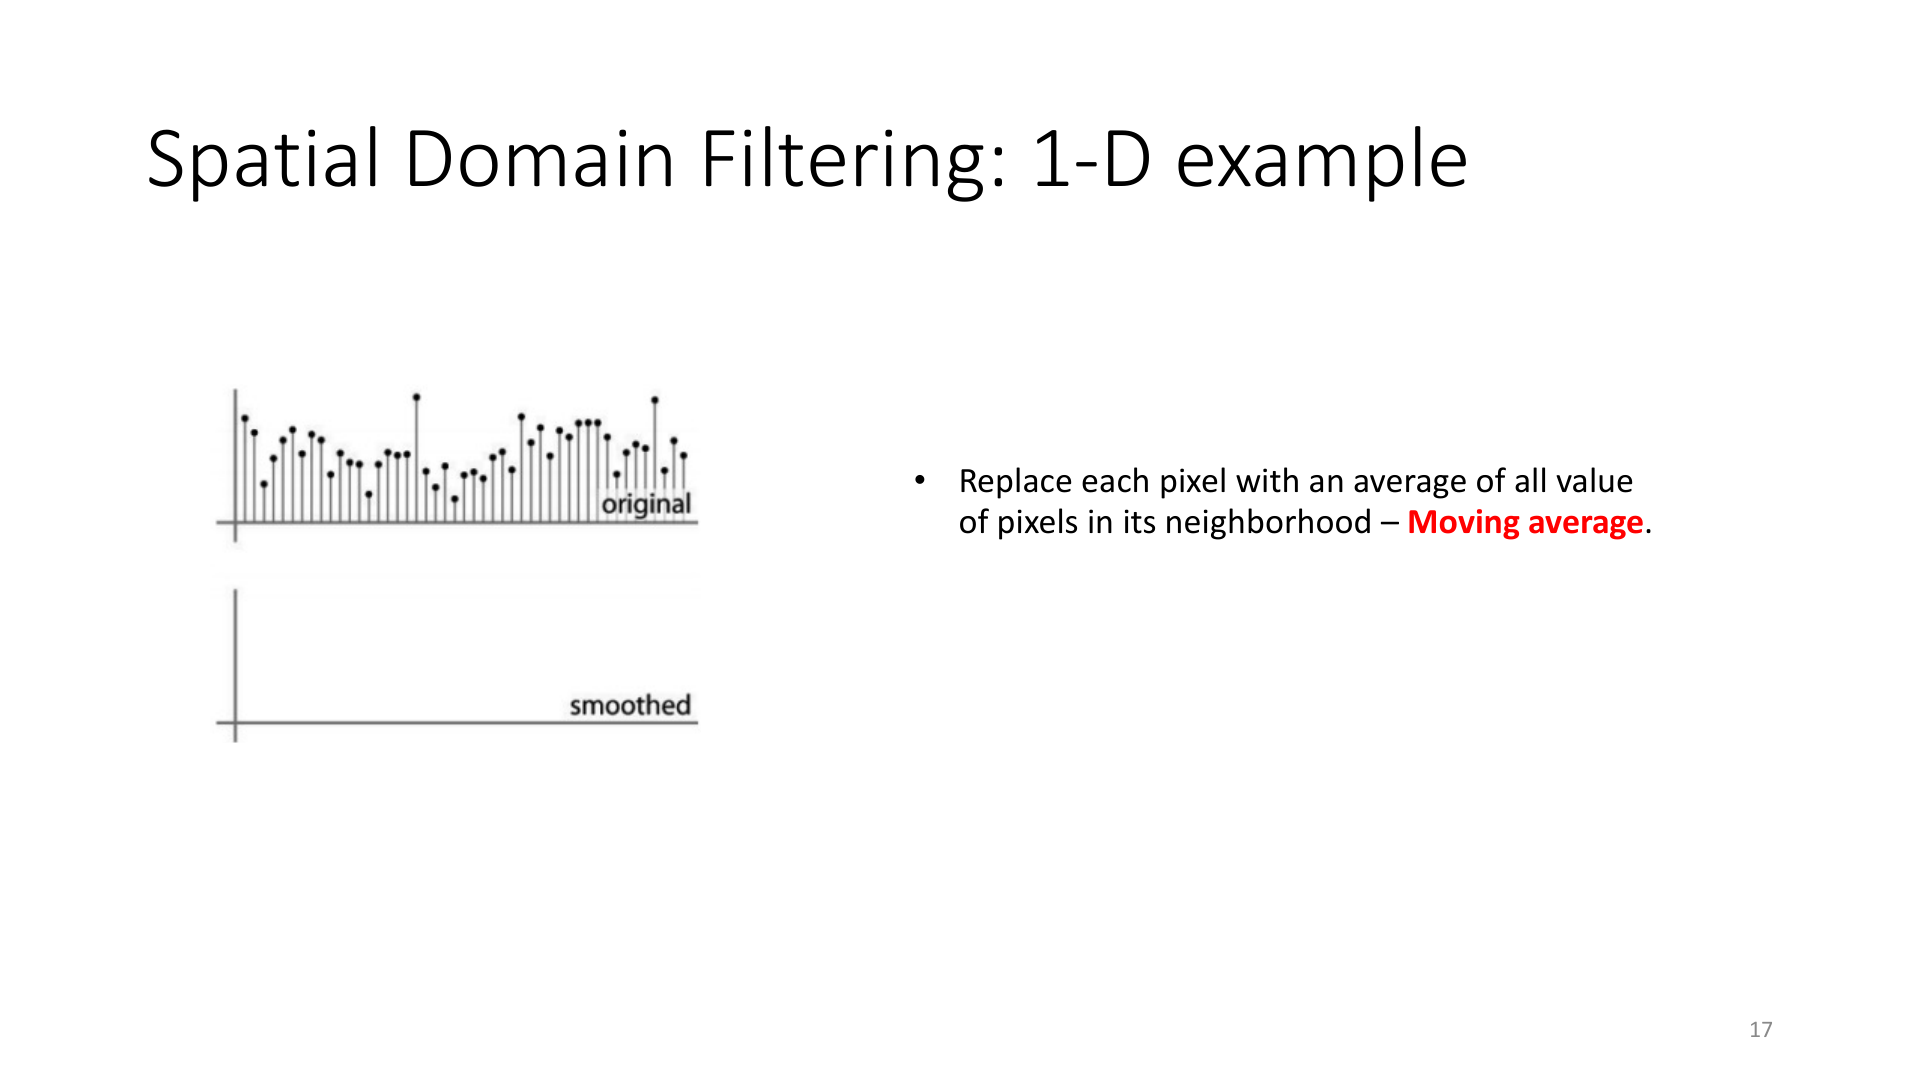 Spatial Domain Filtering: 1-D example
original
smoothed
• Replace each pixel with an average of all value
of pixels in its neighborhood – Moving average.
17